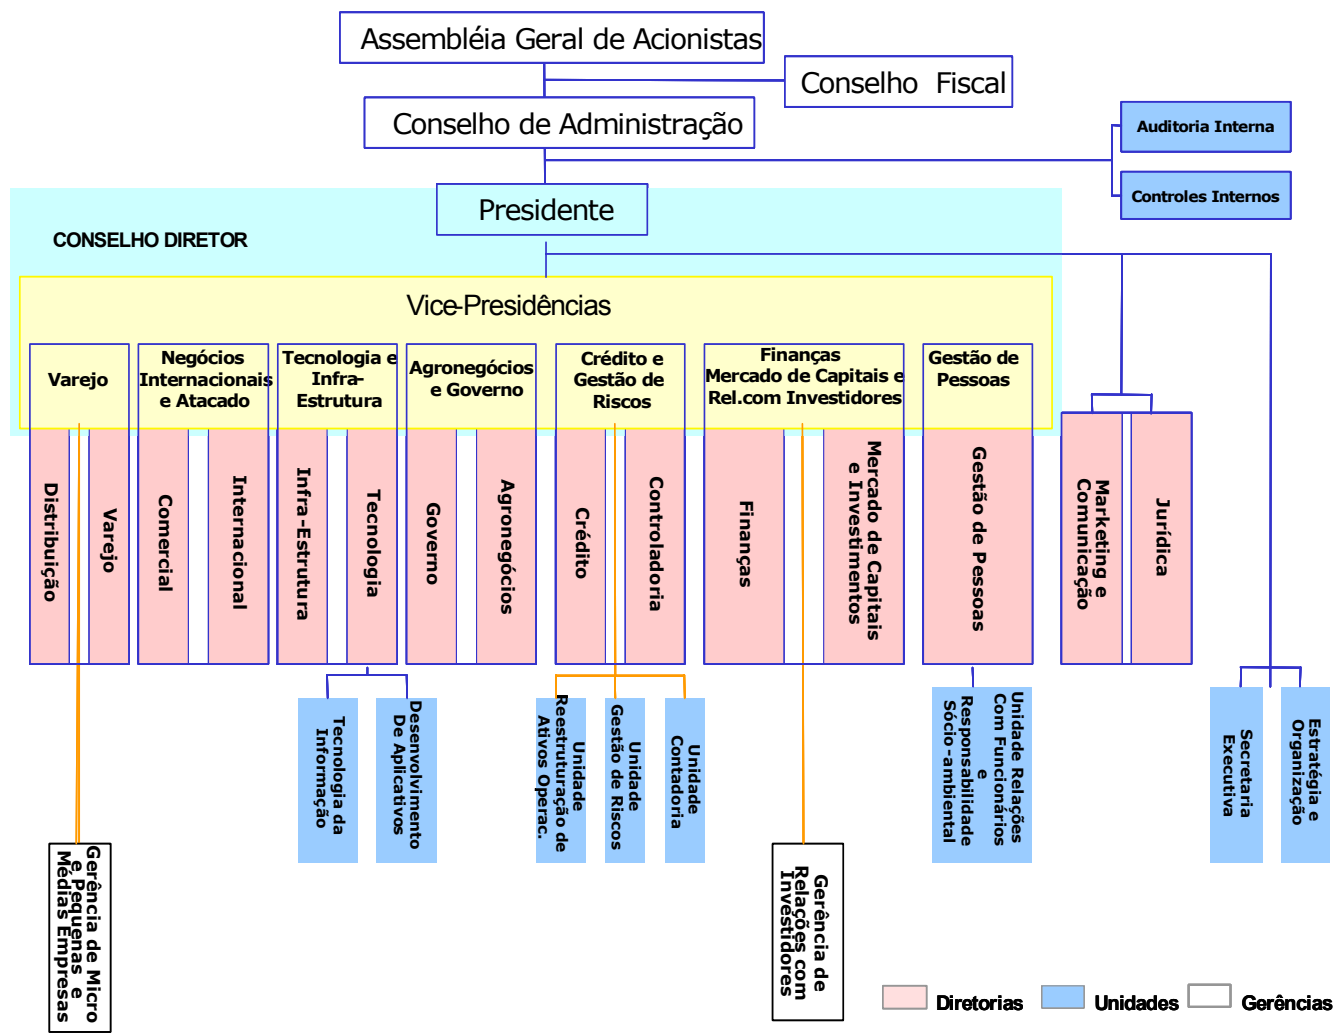 Assembléia Geral de Acionistas
Conselho Fiscal
Conselho de Administração
Auditoria Interna
Controles Internos
Presidente
CONSELHO DIRETOR
Vice-Presidências
Varejo
Negócios
Internacionais
e Atacado
Tecnologia e
Infra-
Estrutura
Agronegócios
e Governo
Crédito e
Gestão de
Riscos
Finanças
Mercado de Capitais e
Rel.com Investidores
Gestão de
Pessoas
Distribuição
Varejo
Comercial
Internacional
Infra-Estrutura
Tecnologia
Governo
Agronegócios
Crédito
Controladoria
Finanças
Mercado de Capitais
e Investimentos
Gestão de Pessoas
Marketing e
Comunicação
Jurídica
Tecnologia da
Informação
Desenvolvimento
De Aplicativos
Unidade
Reestruturação de
Ativos Operac.
Unidade
Gestão de Riscos
Unidade
Contadoria
Unidade Relações
Com Funcionários
e
Responsabilidade
Sócio-ambiental
Secretaria
Executiva
Estratégia e
Organização
Gerência de Micro
e Pequenas e
Médias Empresas
Gerência de
Relações com
Investidores
Diretorias
Unidades
Gerências